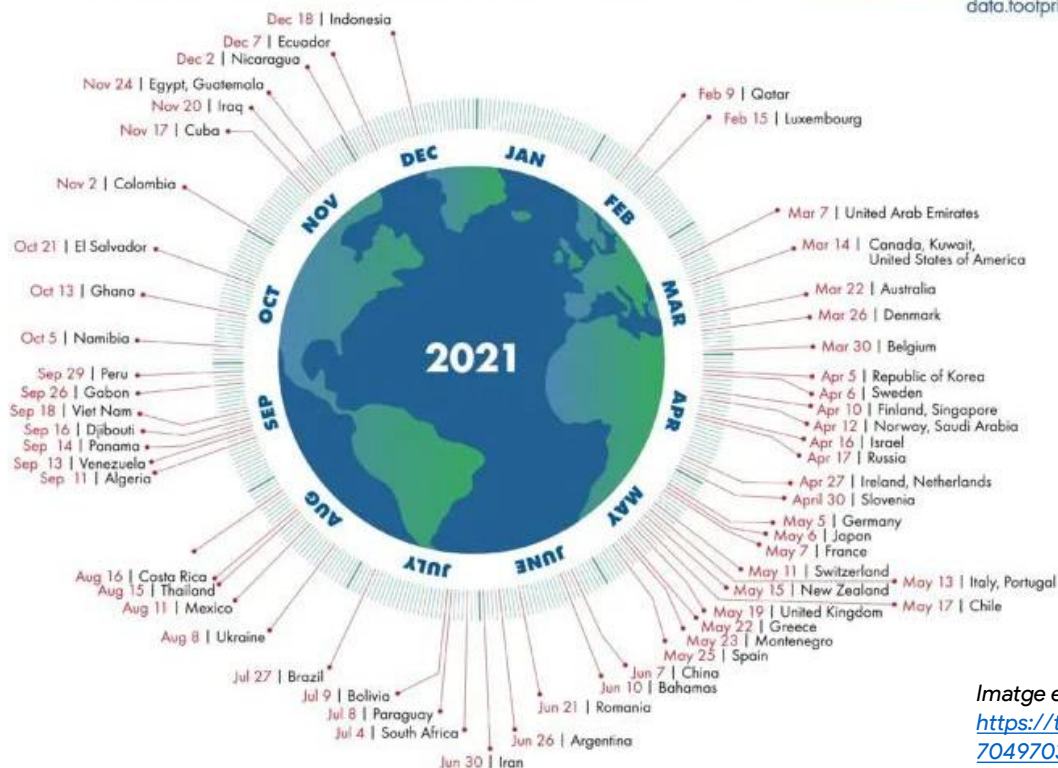 data.footpri
Dec 18 | Indonesia
Dec 7 | Ecuador
Dec 2 | Nicaragua
Nov 24 | Egypt, Guatemala
Nov 20 | Iraq
Nov 17 | Cuba
Nov 2 | Colombia
Oct 21 | El Salvador
Oct 13 | Ghana
Oct 5 | Namibia
Sep 29 | Peru
Sep 26 | Gabon
Sep 18 | Viet Nam
Sep 16 | Djibouti
Sep 14 | Panama
Sep 13 | Venezuela
Sep 11 | Algeria
Aug 16 | Costa Rica
Aug 15 | Thailand
Aug 11 | Mexico
Aug 8 | Ukraine
Jul 27 | Brazil
Jul 9 | Bolivia
Jul 8 | Paraguay
Jul 4 | South Africa
Jun 30 | Iran
JAN
FEB
MAR
APR
MAY
JUNE
JULY
AUG
SEP
OCT
NOV
DEC
2021
Feb 9 | Qatar
Feb 15 | Luxembourg
Mar 7 | United Arab Emirates
Mar 14 | Canada, Kuwait,
United States of America
Mar 22 | Australia
Mar 26 | Denmark
Mar 30 | Belgium
Apr 5 | Republic of Korea
Apr 6 | Sweden
Apr 10 | Finland, Singapore
Apr 12 | Norway, Saudi Arabia
Apr 16 | Israel
Apr 17 | Russia
Apr 27 | Ireland, Netherlands
April 30 | Slovenia
May 5 | Germany
May 6 | Japan
May 7 | France
May 11 | Switzerland
May 13 | Italy, Portugal
May 15 | New Zealand
May 17 | Chile
May 19 | United Kingdom
May 22 | Greece
May 23 | Montenegro
May 25 | Spain
Jun 7 | China
Jun 10 | Bahamas
Jun 21 | Romania
Jun 26 | Argentina
Imatge e
https://t
704970